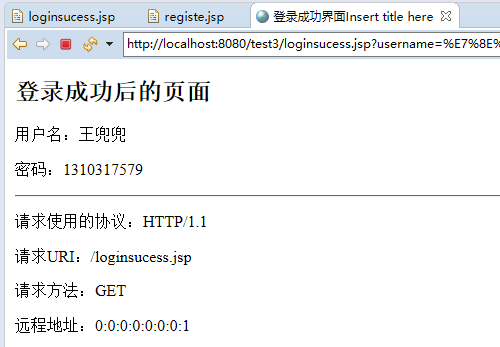 loginsucess.jsp registe.jsp 登录成功界面Insert title here
http://localhost:8080/test3/loginsucess.jsp?username=%E7%8E%
登录成功后的页面
用户名：王兜兜
密码：1310317579
请求使用的协议：HTTP/1.1
请求URI：/loginsucess.jsp
请求方法：GET
远程地址：0:0:0:0:0:0:0:1